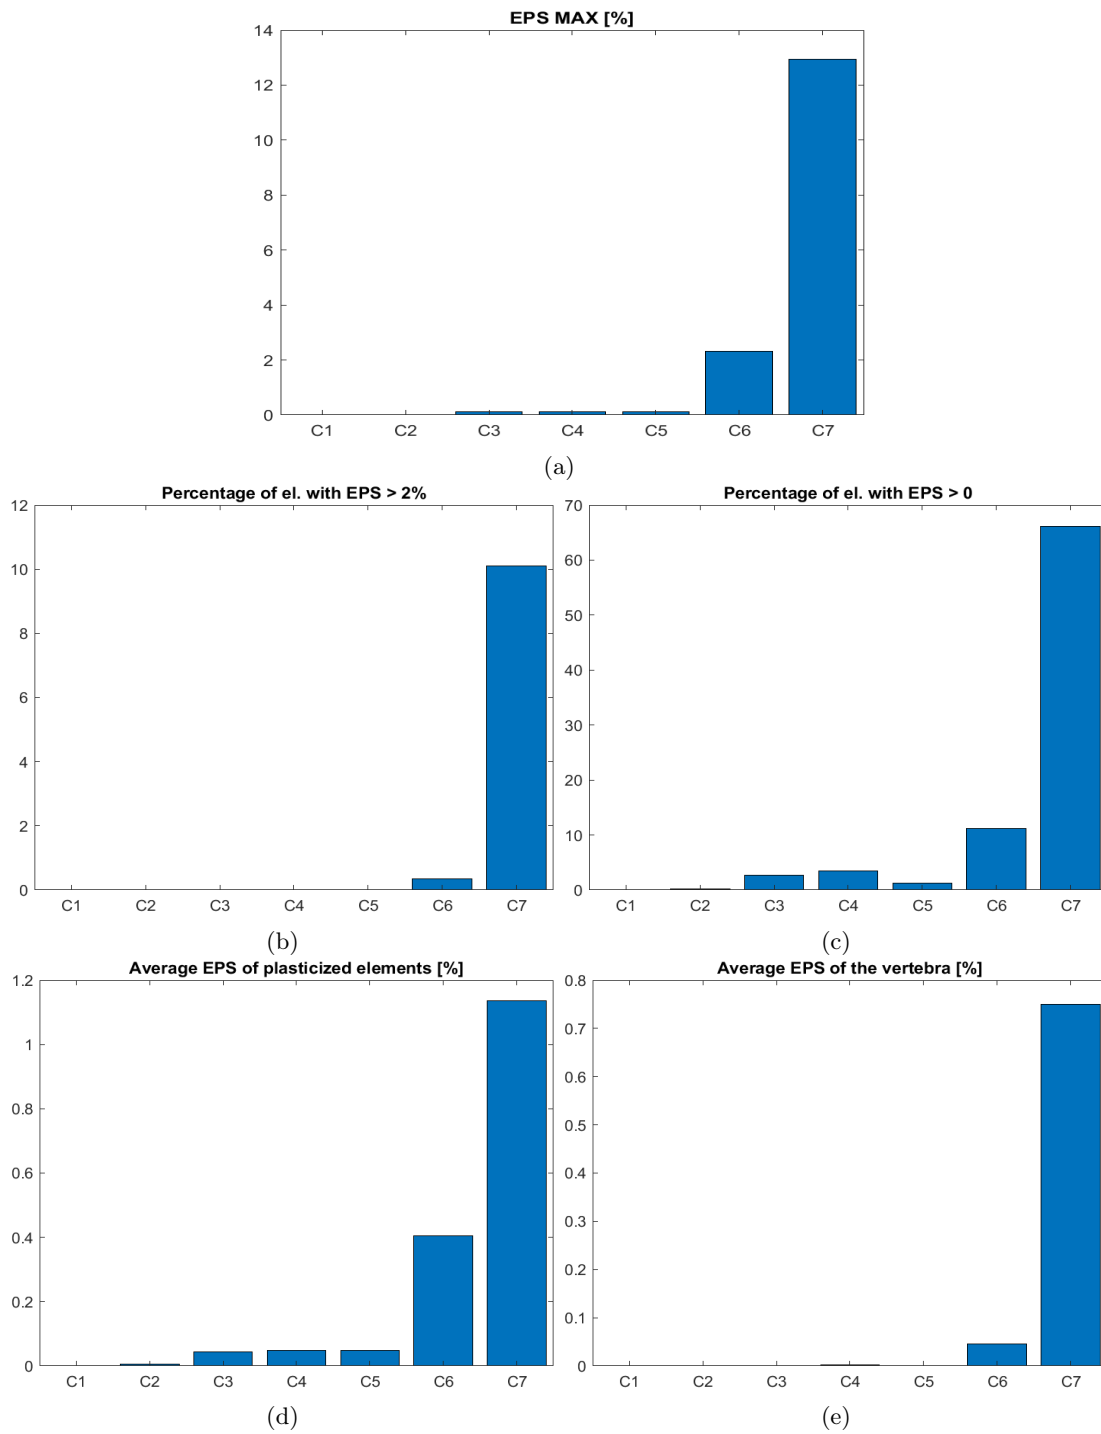 EPS MAX [%]
14
12
10
8
6
4
2
0
C1 C2 C3 C4 C5 C6 C7
(a)
Percentage of el. with EPS > 2%
12
10
8
6
4
2
0
C1 C2 C3 C4 C5 C6 C7
(b)
Percentage of el. with EPS > 0
70
60
50
40
30
20
10
0
C1 C2 C3 C4 C5 C6 C7
(c)
Average EPS of plasticized elements [%]
1.2
1
0.8
0.6
0.4
0.2
0
C1 C2 C3 C4 C5 C6 C7
(d)
Average EPS of the vertebra [%]
0.8
0.7
0.6
0.5
0.4
0.3
0.2
0.1
0
C1 C2 C3 C4 C5 C6 C7
(e)